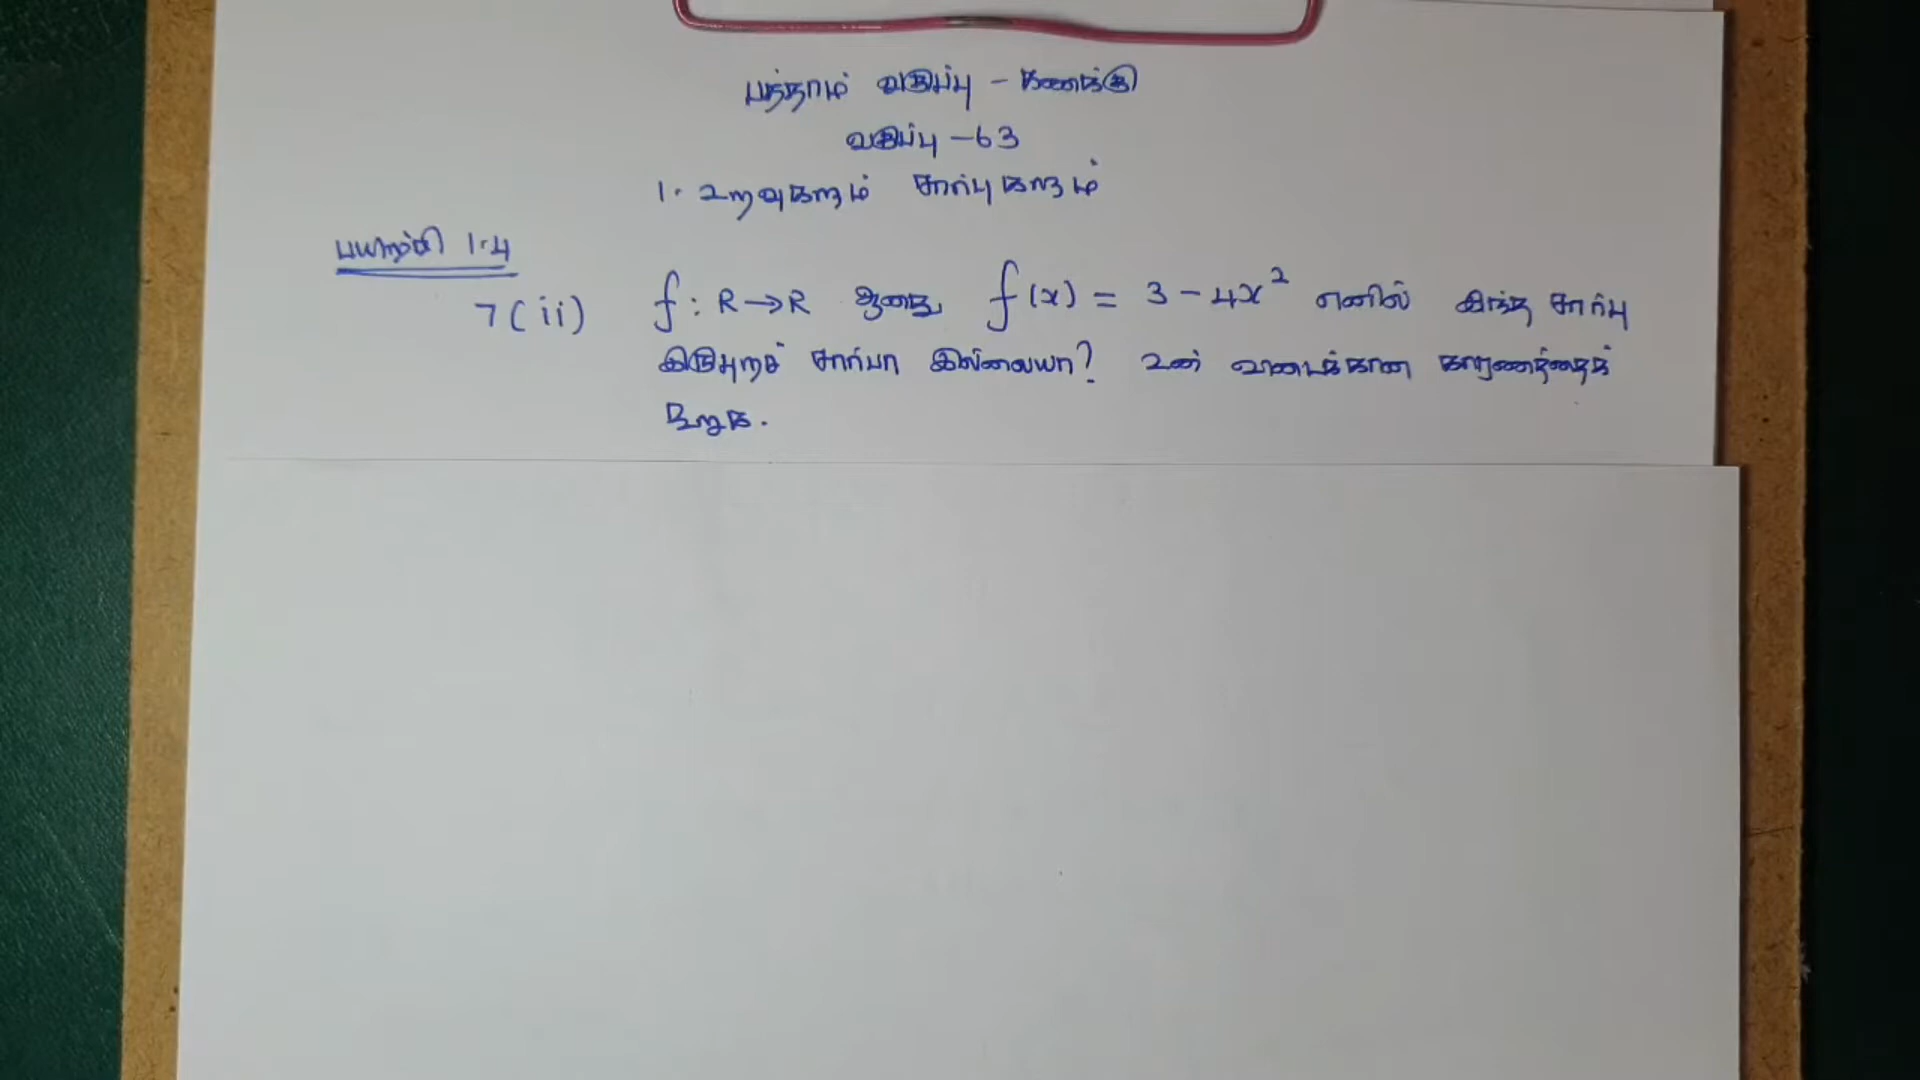 பத்தாம் வகுப்பு - கணக்கு
வகுப்பு - 63
1. உறவுகளும் சார்புகளும்
பயிற்சி 1.4
7(ii) f : R → R ஆனது f(x) = 3 - 4x² எனில் இந்த சார்பு
இருபுறச் சார்பா இல்லையா? உன் விடைக்கான காரணத்தைக்
கூறுக.